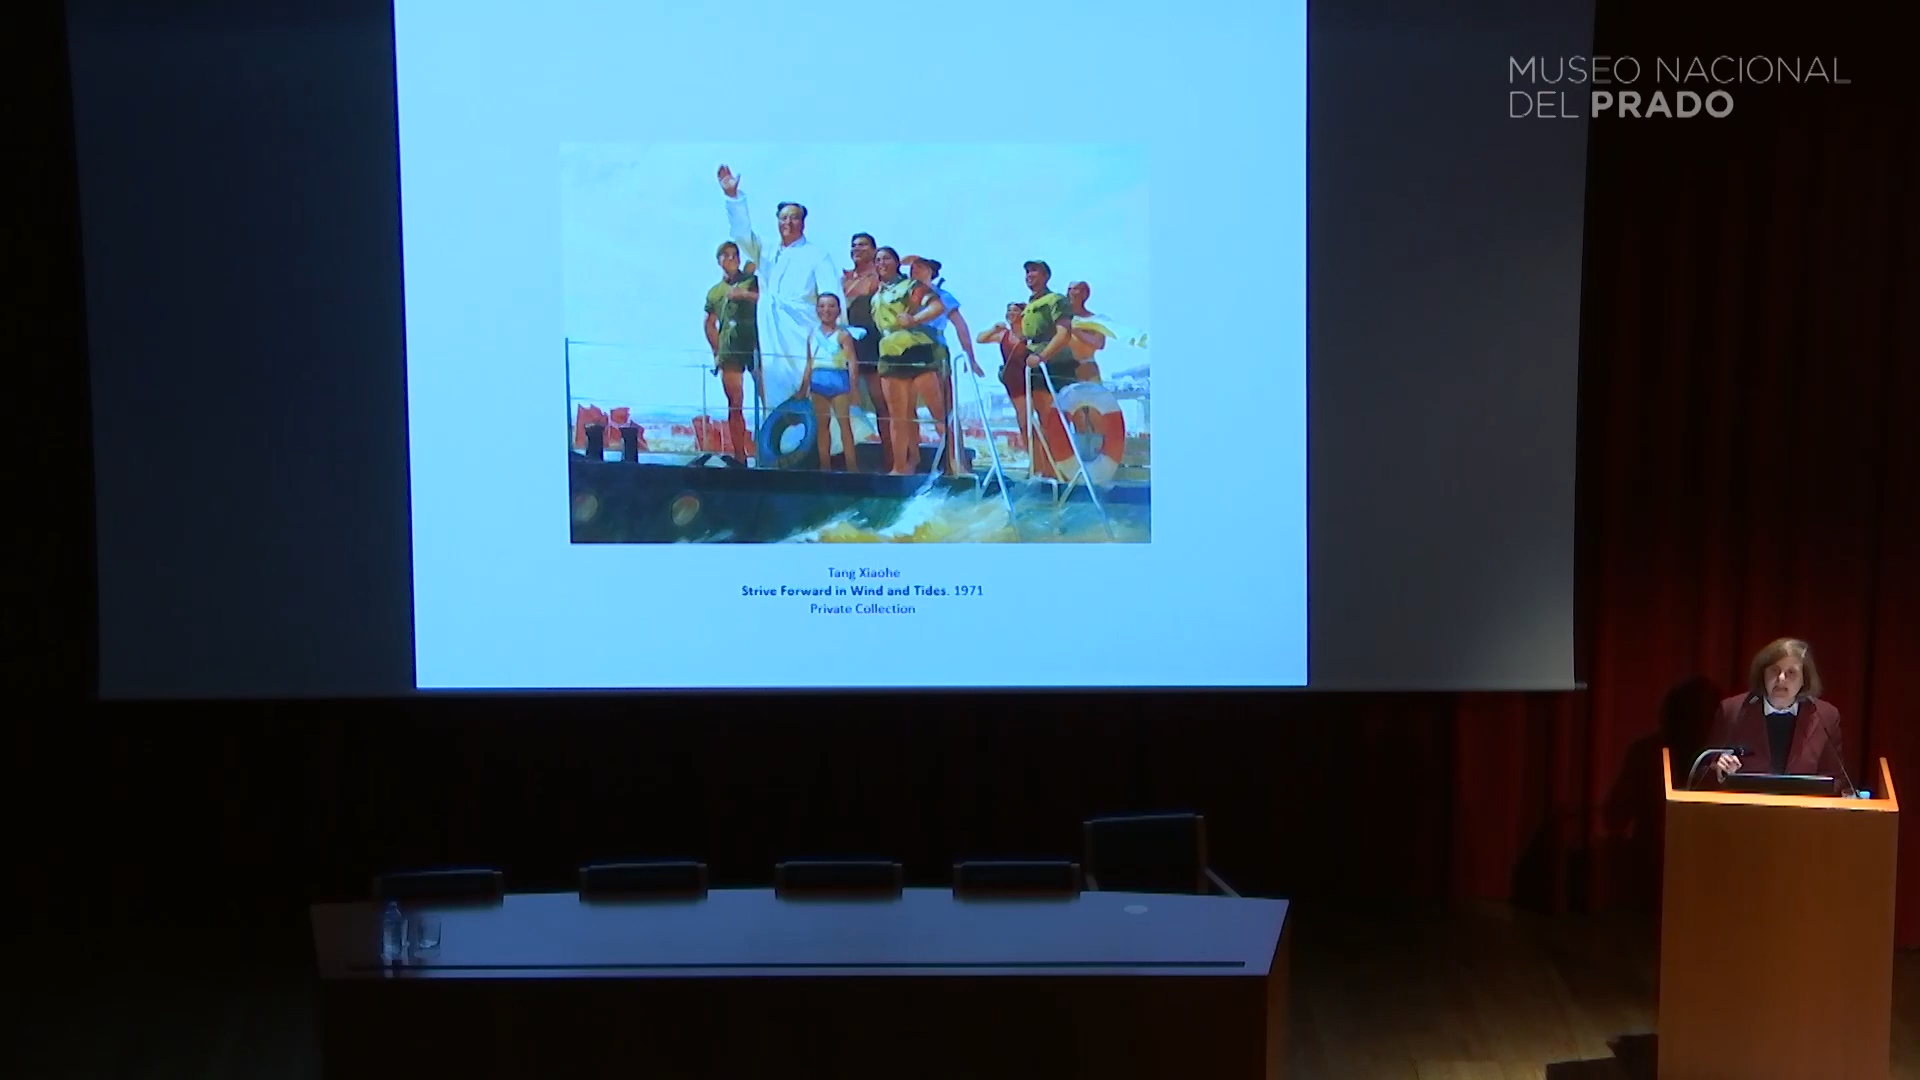 MUSEO NACIONAL
DEL PRADO
Tang Xiaohe
Strive Forward in Wind and Tides. 1971
Private Collection